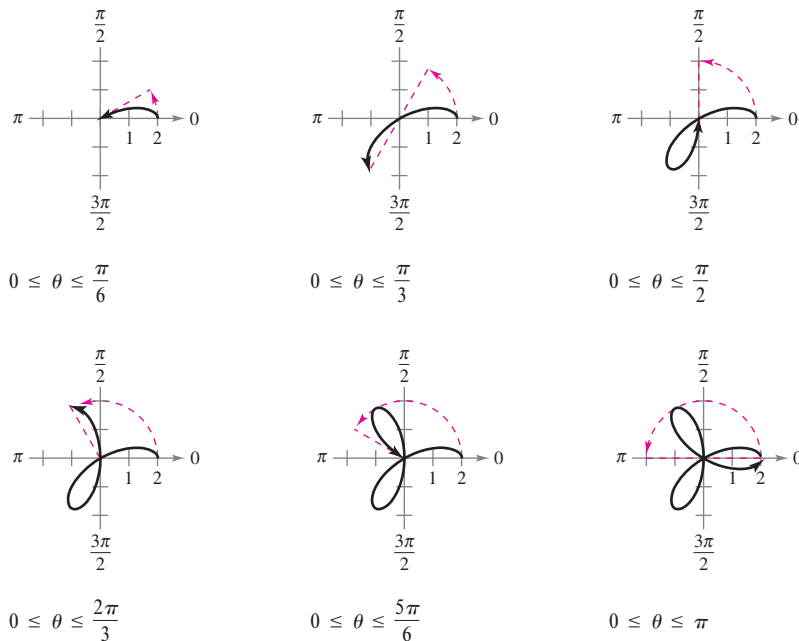 π/2 π/2 π/2
π 1 2 0 π 1 2 0 π 1 2 0
3π/2 3π/2 3π/2
0 ≤ θ ≤ π/6 0 ≤ θ ≤ π/3 0 ≤ θ ≤ π/2
π/2 π/2 π/2
π 1 2 0 π 1 2 0 π 1 2 0
3π/2 3π/2 3π/2
0 ≤ θ ≤ 2π/3 0 ≤ θ ≤ 5π/6 0 ≤ θ ≤ π